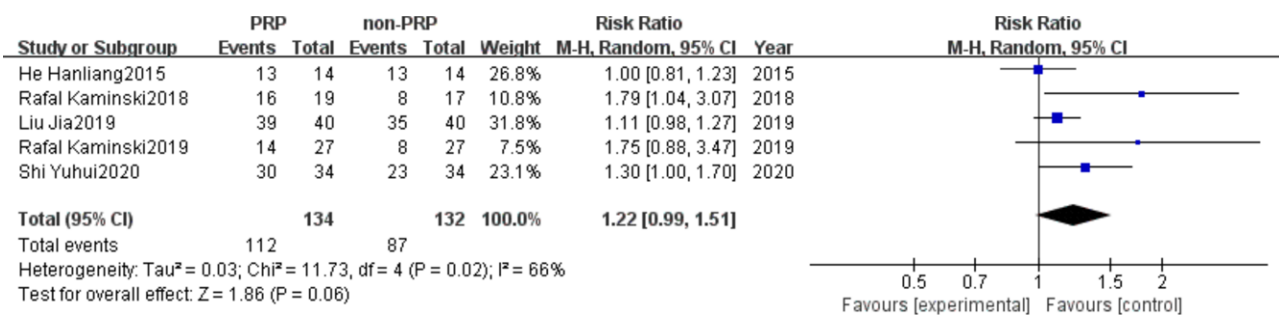 PRP non-PRP Risk Ratio Risk Ratio
Study or Subgroup Events Total Events Total Weight M-H, Random, 95% CI Year M-H, Random, 95% CI
He Hanliang2015 13 14 13 14 26.8% 1.00 [0.81, 1.23] 2015
Rafal Kaminski2018 16 19 8 17 10.8% 1.79 [1.04, 3.07] 2018
Liu Jia2019 39 40 35 40 31.8% 1.11 [0.98, 1.27] 2019
Rafal Kaminski2019 14 27 8 27 7.5% 1.75 [0.88, 3.47] 2019
Shi Yuhui2020 30 34 23 34 23.1% 1.30 [1.00, 1.70] 2020
Total (95% CI) 134 132 100.0% 1.22 [0.99, 1.51]
Total events 112 87
Heterogeneity: Tau² = 0.03; Chi² = 11.73, df = 4 (P = 0.02); I² = 66%
Test for overall effect: Z = 1.86 (P = 0.06)
0.5 0.7 1 1.5 2
Favours [experimental] Favours [control]